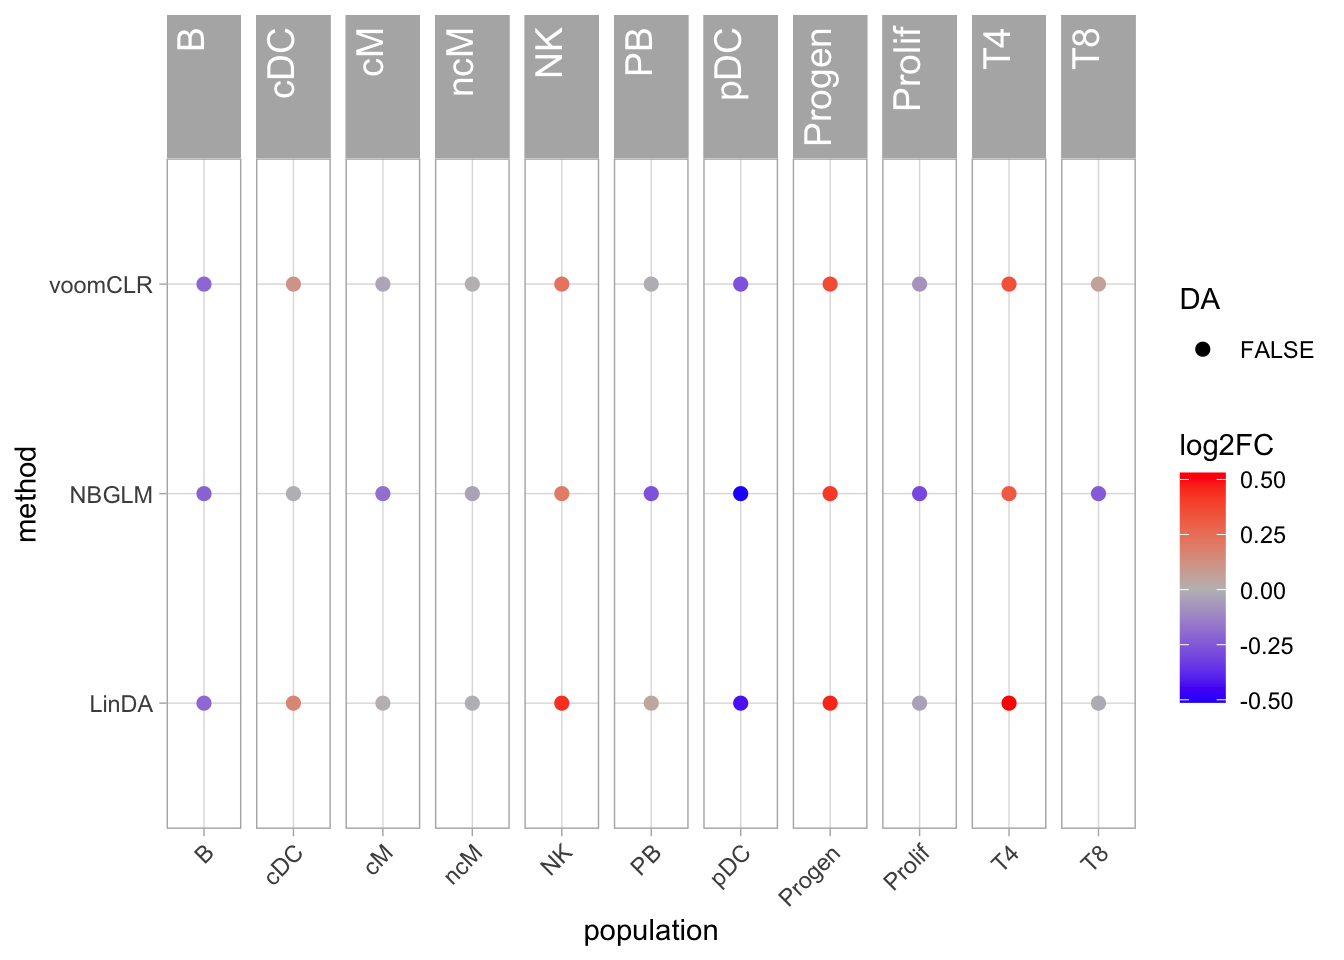 B cDC cM ncM NK PB pDC Progen Prolif T4 T8
voomCLR
NBGLM
LinDA
method
B cDC cM ncM NK PB pDC Progen Prolif T4 T8
population
DA
FALSE
log2FC
0.50
0.25
0.00
-0.25
-0.50